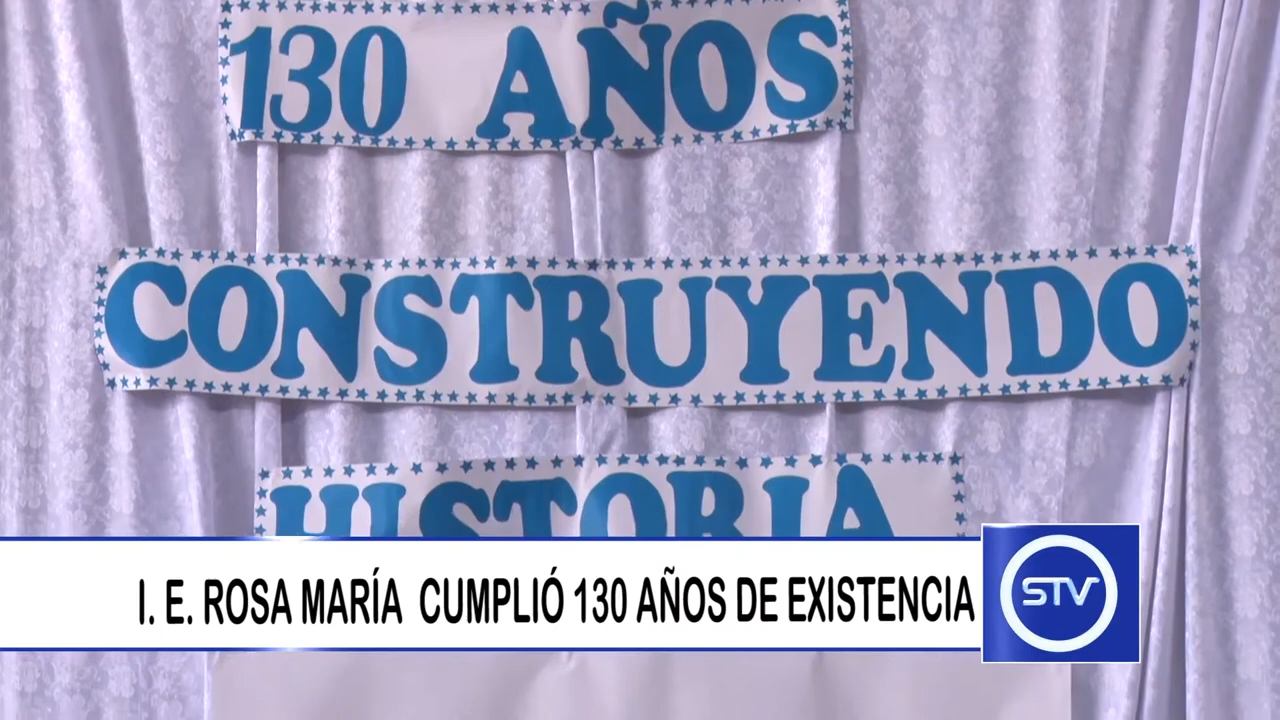 130 AÑOS
CONSTRUYENDO
HISTORIA
I. E. ROSA MARÍA CUMPLIÓ 130 AÑOS DE EXISTENCIA
STV